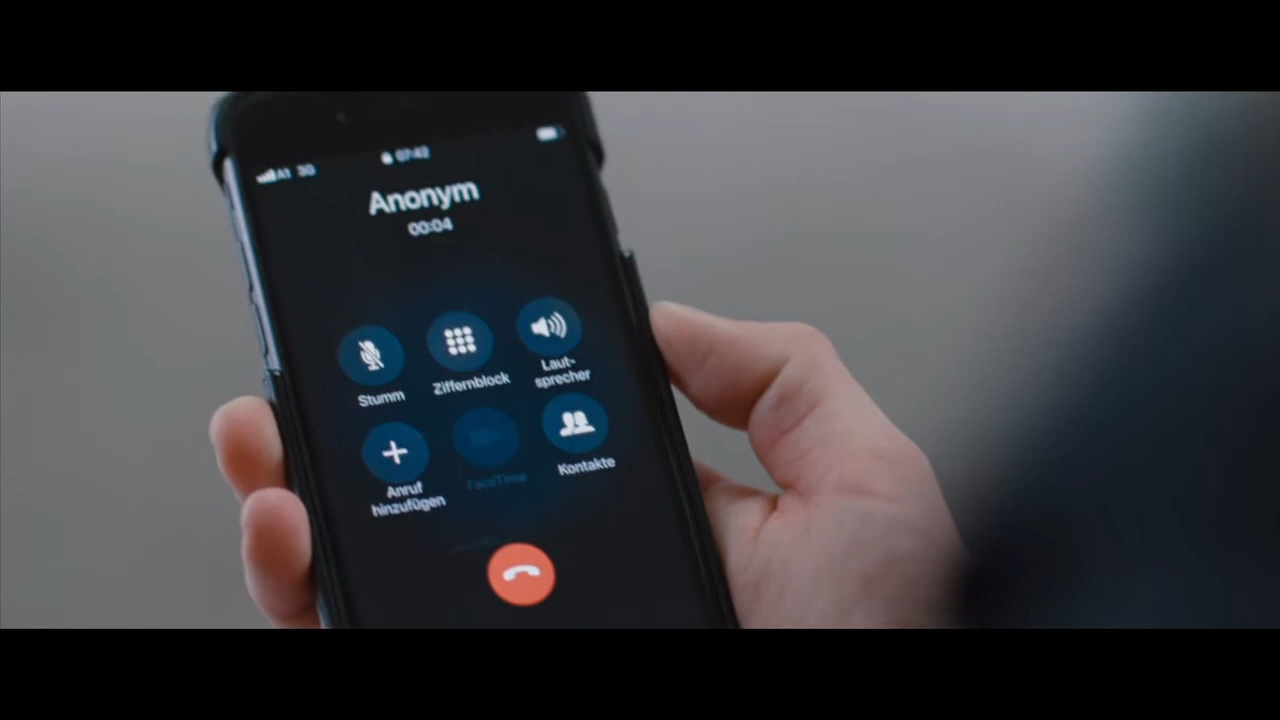 A1 3G
07:42
Anonym
00:04
Stumm
Ziffernblock
Laut-
sprecher
Anruf
hinzufügen
FaceTime
Kontakte